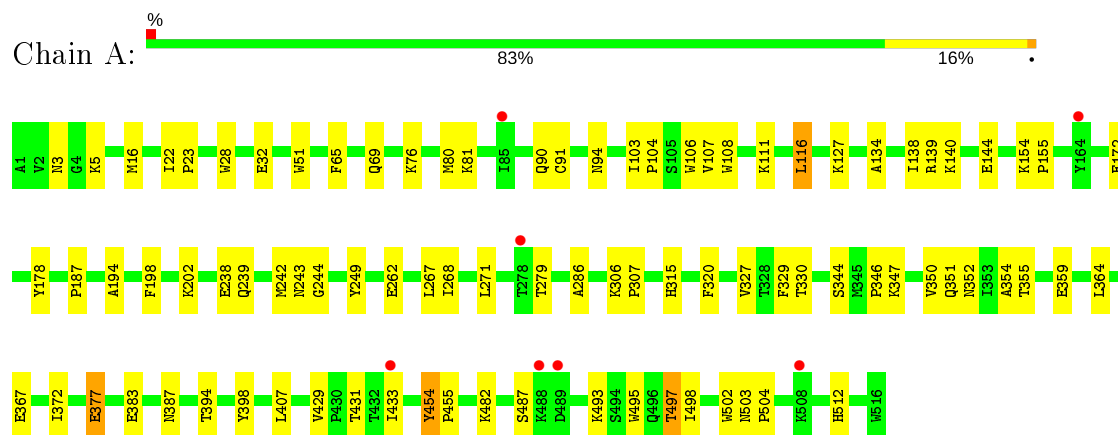 %
Chain A:
83% 16% •
A1 V2 N3 G4 K5 M16 I22 P23 W28 E32 W51 F65 Q69 K76 M80 K81 I85 Q90 C91 N94 I103 P104 S105 W106 V107 W108 K111 L116 K127 A134 I138 R139 K140 E144 K154 P155 Y164
Y178 P187 A194 F198 K202 E238 Q239 M242 N243 G244 Y249 E262 L267 I268 L271 T278 T279 A286 K306 P307 H315 F320 V327 T328 F329 T330 S344 M345 P346 K347 V350 Q351 N352 I353 A354 T355 E359 L364
E367 I372 E377 E383 N387 T394 Y398 L407 V429 P430 T431 T432 I433 Y454 P455 K482 S487 K488 D489 K493 S494 W495 Q496 T497 I498 W502 N503 P504 K508 H512 W516